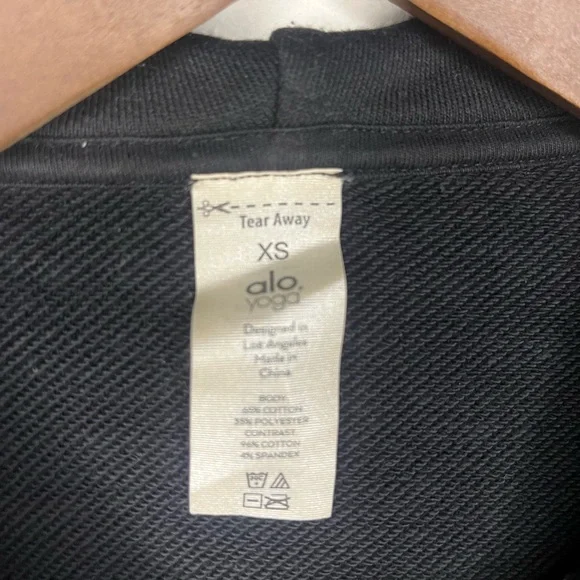 Tear Away
XS
alo
yoga
Designed in
Los Angeles
Made in
China
BODY
65% COTTON
35% POLYESTER
CONTRAST
96% COTTON
4% SPANDEX